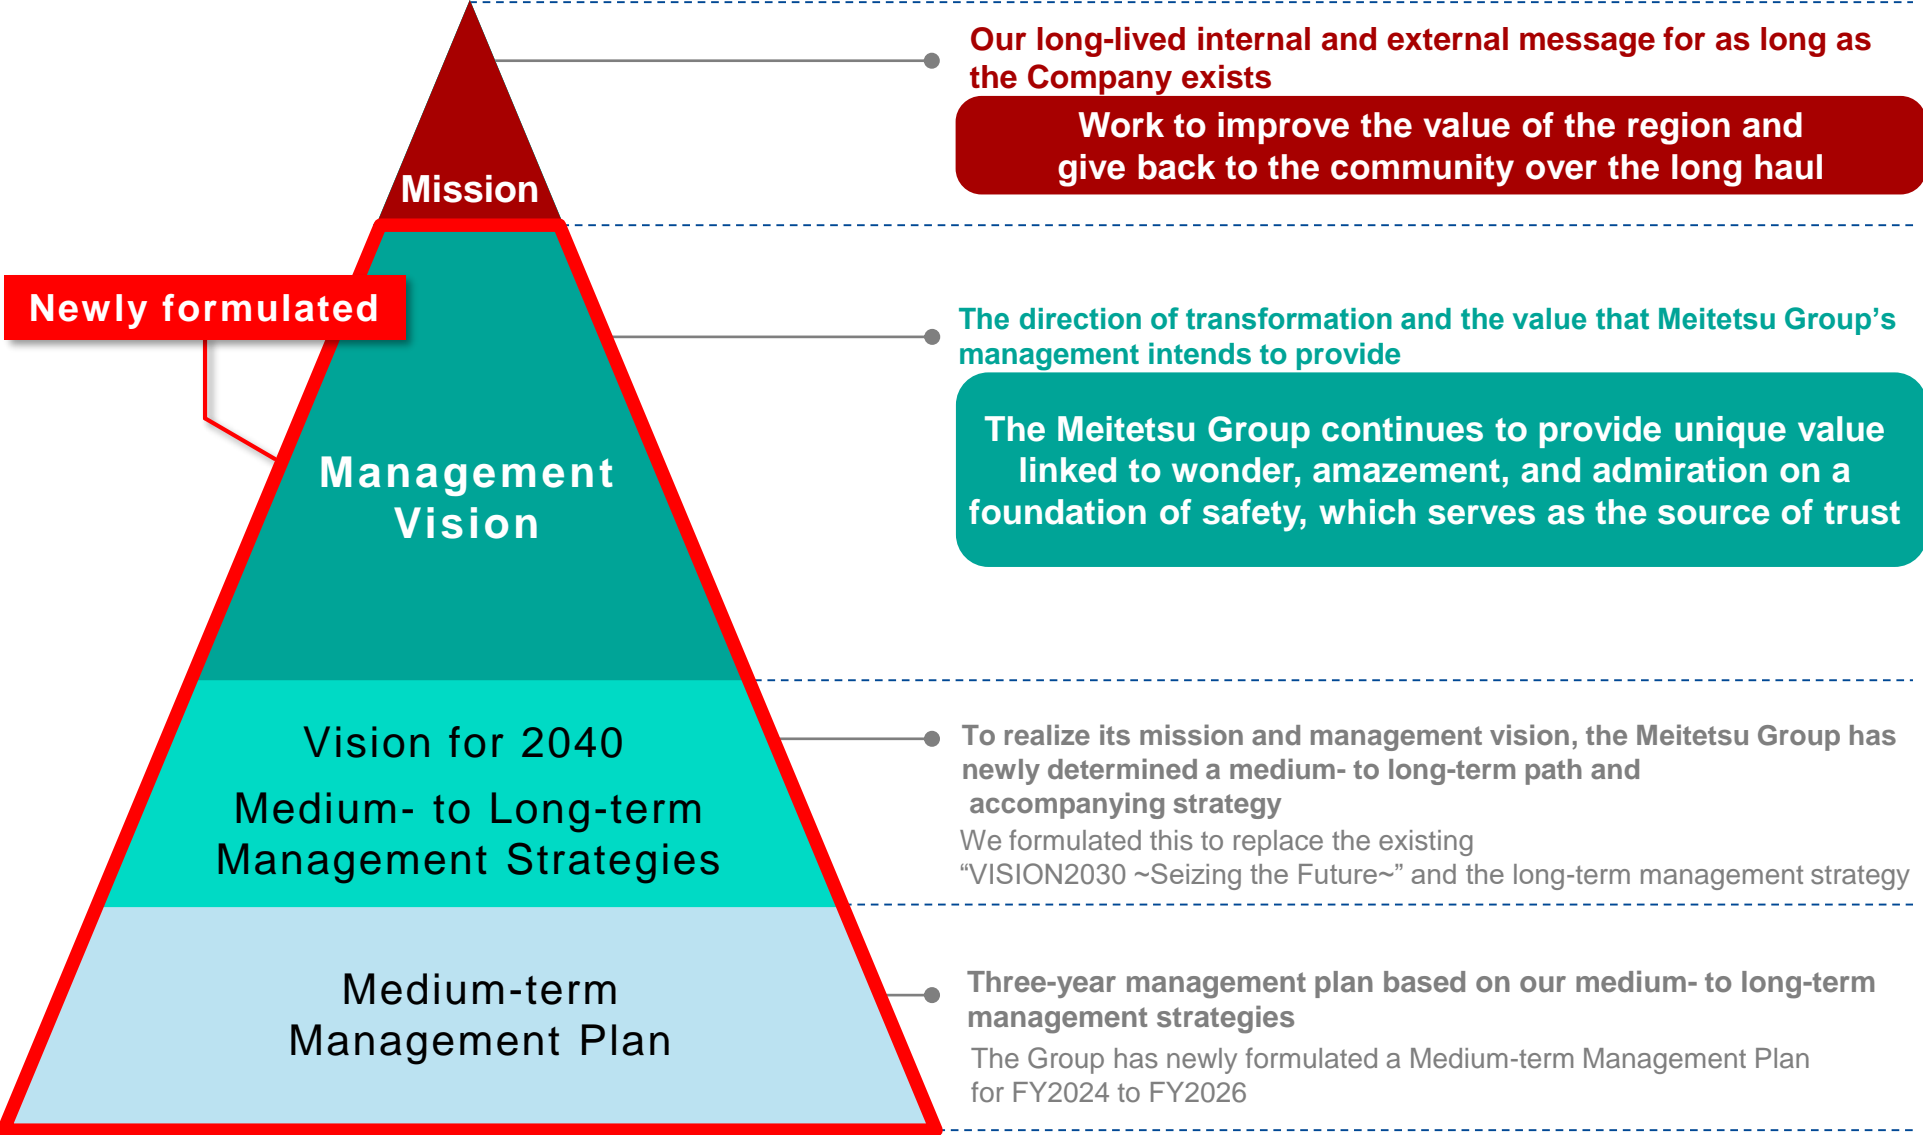 Our long-lived internal and external message for as long as
the Company exists
Work to improve the value of the region and
give back to the community over the long haul
Mission
Newly formulated
The direction of transformation and the value that Meitetsu Group’s
management intends to provide
The Meitetsu Group continues to provide unique value
linked to wonder, amazement, and admiration on a
foundation of safety, which serves as the source of trust
Management
Vision
Vision for 2040
Medium- to Long-term
Management Strategies
To realize its mission and management vision, the Meitetsu Group has
newly determined a medium- to long-term path and
accompanying strategy
We formulated this to replace the existing
“VISION2030 ~Seizing the Future~” and the long-term management strategy
Medium-term
Management Plan
Three-year management plan based on our medium- to long-term
management strategies
The Group has newly formulated a Medium-term Management Plan
for FY2024 to FY2026